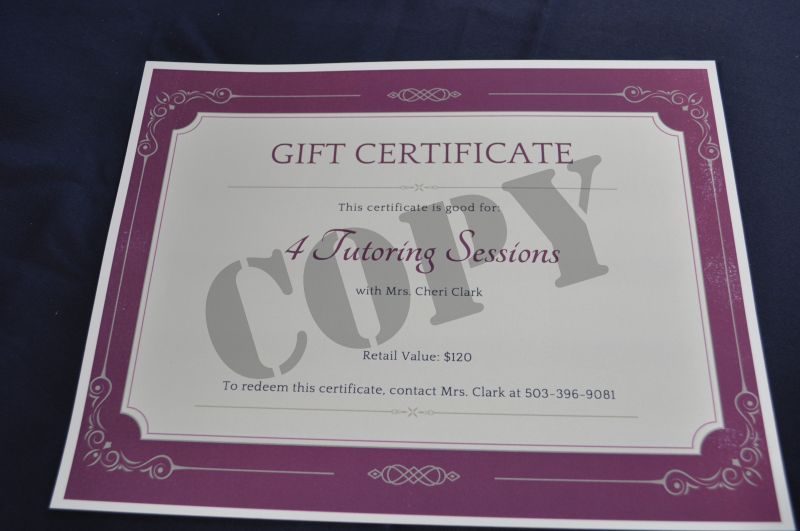 GIFT CERTIFICATE
This certificate is good for:
4 Tutoring Sessions
with Mrs. Cheri Clark
COPY
Retail Value: $120
To redeem this certificate, contact Mrs. Clark at 503-396-9081